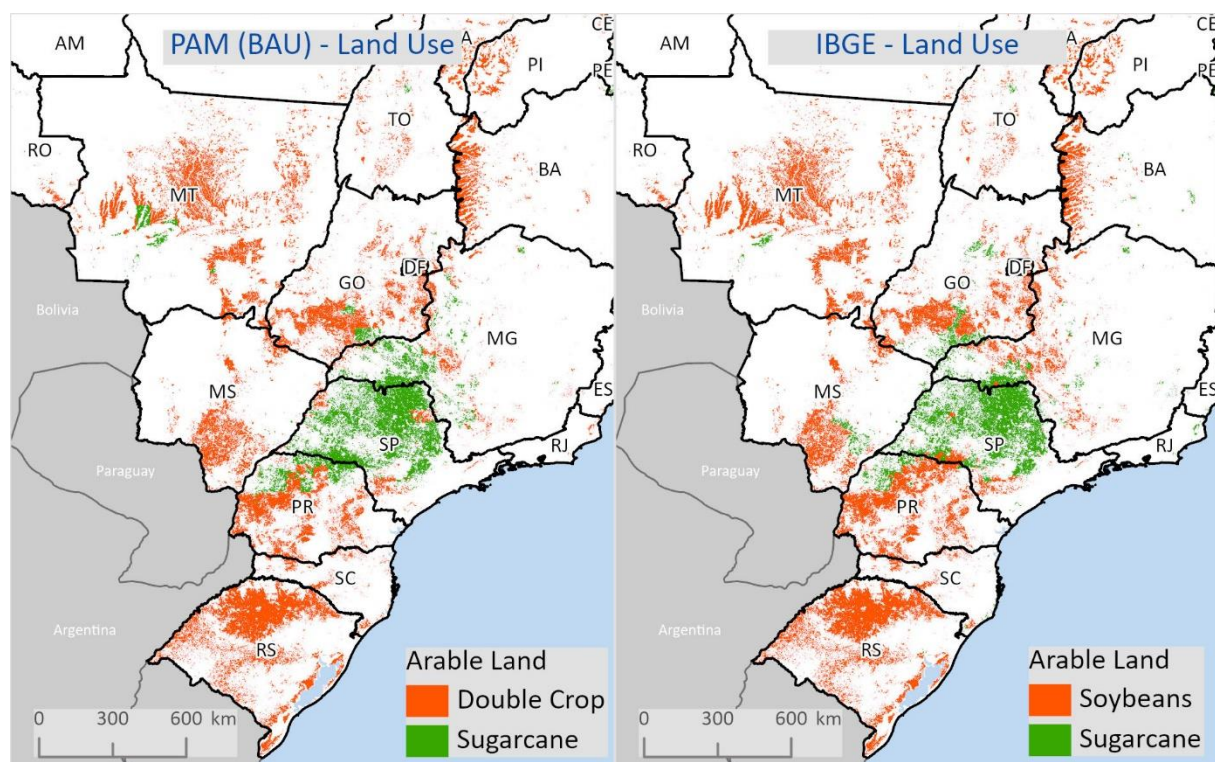 PAM (BAU) - Land Use
AM
A
CE
PI
PE
TO
RO
MT
BA
GO
DF
Bolivia
MG
MS
ES
SP
RJ
Paraguay
PR
SC
Argentina
RS
Arable Land
Double Crop
Sugarcane
0 300 600 km
IBGE - Land Use
AM
A
CE
PI
PE
TO
RO
MT
BA
GO
DF
Bolivia
MG
MS
ES
SP
RJ
Paraguay
PR
SC
Argentina
RS
Arable Land
Soybeans
Sugarcane
0 300 600 km